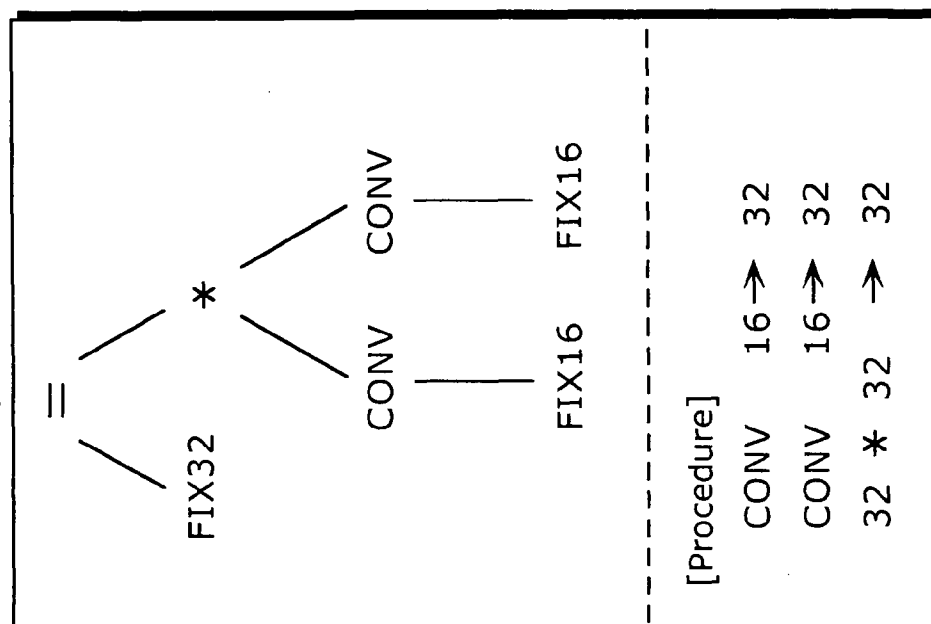 =
FIX32 *
CONV CONV
FIX16 FIX16
[Procedure]
CONV 16→ 32
CONV 16→ 32
32 * 32 → 32